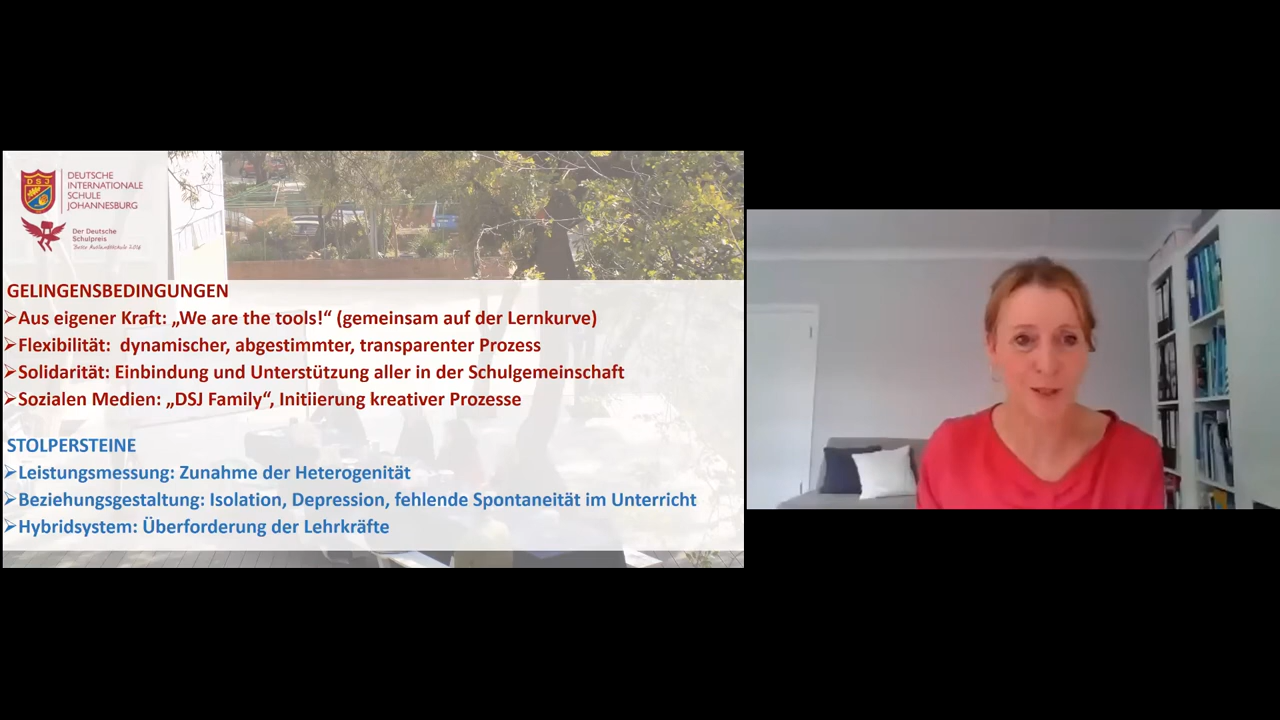 DSJ
DEUTSCHE
INTERNATIONALE
SCHULE
JOHANNESBURG
Der Deutsche
Schulpreis
GELINGENSBEDINGUNGEN
Aus eigener Kraft: „We are the tools!“ (gemeinsam auf der Lernkurve)
Flexibilität: dynamischer, abgestimmter, transparenter Prozess
Solidarität: Einbindung und Unterstützung aller in der Schulgemeinschaft
Sozialen Medien: „DSJ Family“, Initiierung kreativer Prozesse
STOLPERSTEINE
Leistungsmessung: Zunahme der Heterogenität
Beziehungsgestaltung: Isolation, Depression, fehlende Spontaneität im Unterricht
Hybridsystem: Überforderung der Lehrkräfte